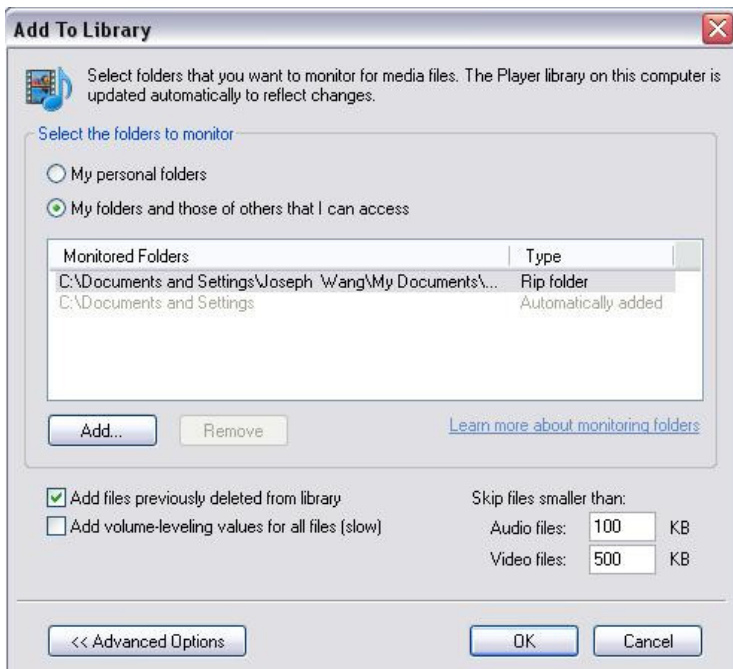 Add To Library
Select folders that you want to monitor for media files. The Player library on this computer is
updated automatically to reflect changes.
Select the folders to monitor
My personal folders
My folders and those of others that I can access
Monitored Folders Type
C:\Documents and Settings\Joseph Wang\My Documents\... Rip folder
C:\Documents and Settings Automatically added
Add... Remove Learn more about monitoring folders
Add files previously deleted from library Skip files smaller than:
Add volume-leveling values for all files (slow) Audio files: 100 KB
Video files: 500 KB
<< Advanced Options OK Cancel